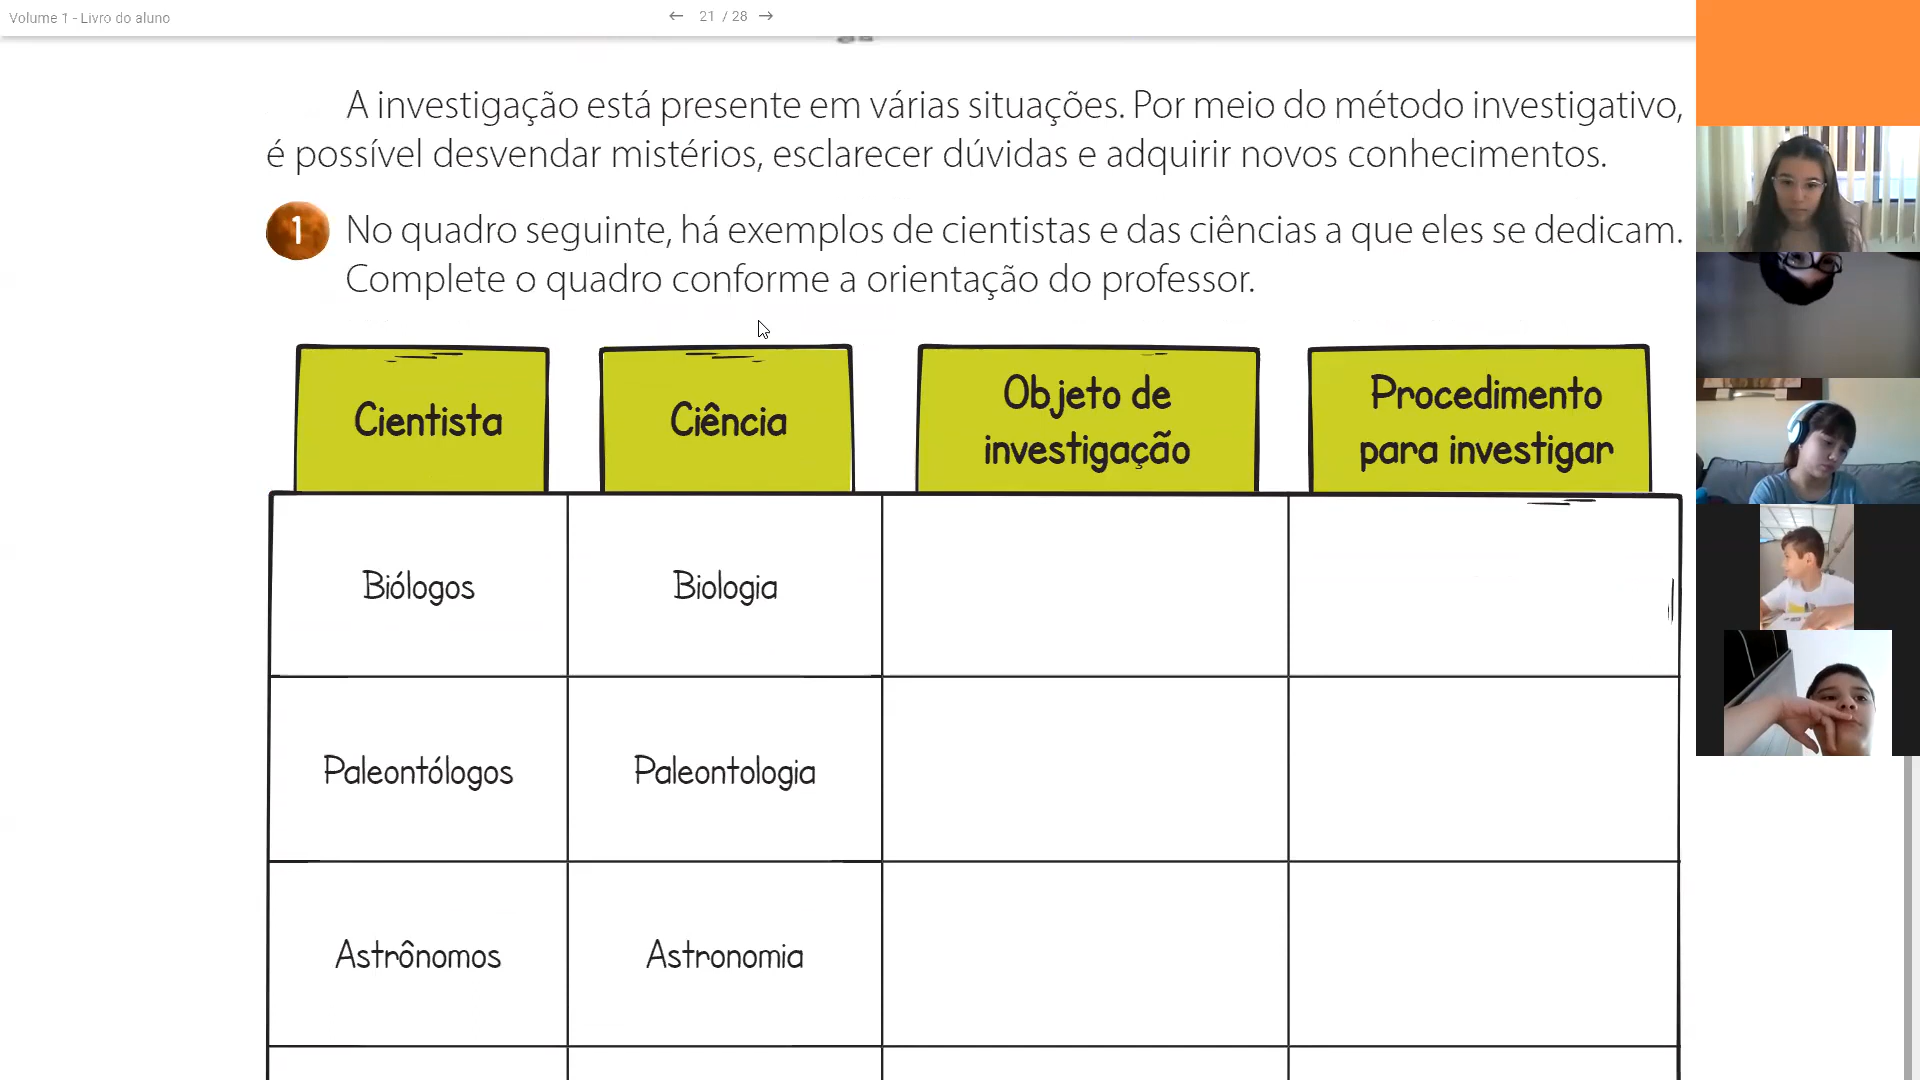 Volume 1 - Livro do aluno
← 21 / 28 →
A investigação está presente em várias situações. Por meio do método investigativo,
é possível desvendar mistérios, esclarecer dúvidas e adquirir novos conhecimentos.
1 No quadro seguinte, há exemplos de cientistas e das ciências a que eles se dedicam.
Complete o quadro conforme a orientação do professor.
Cientista
Ciência
Objeto de
investigação
Procedimento
para investigar
Biólogos
Biologia
Paleontólogos
Paleontologia
Astrônomos
Astronomia